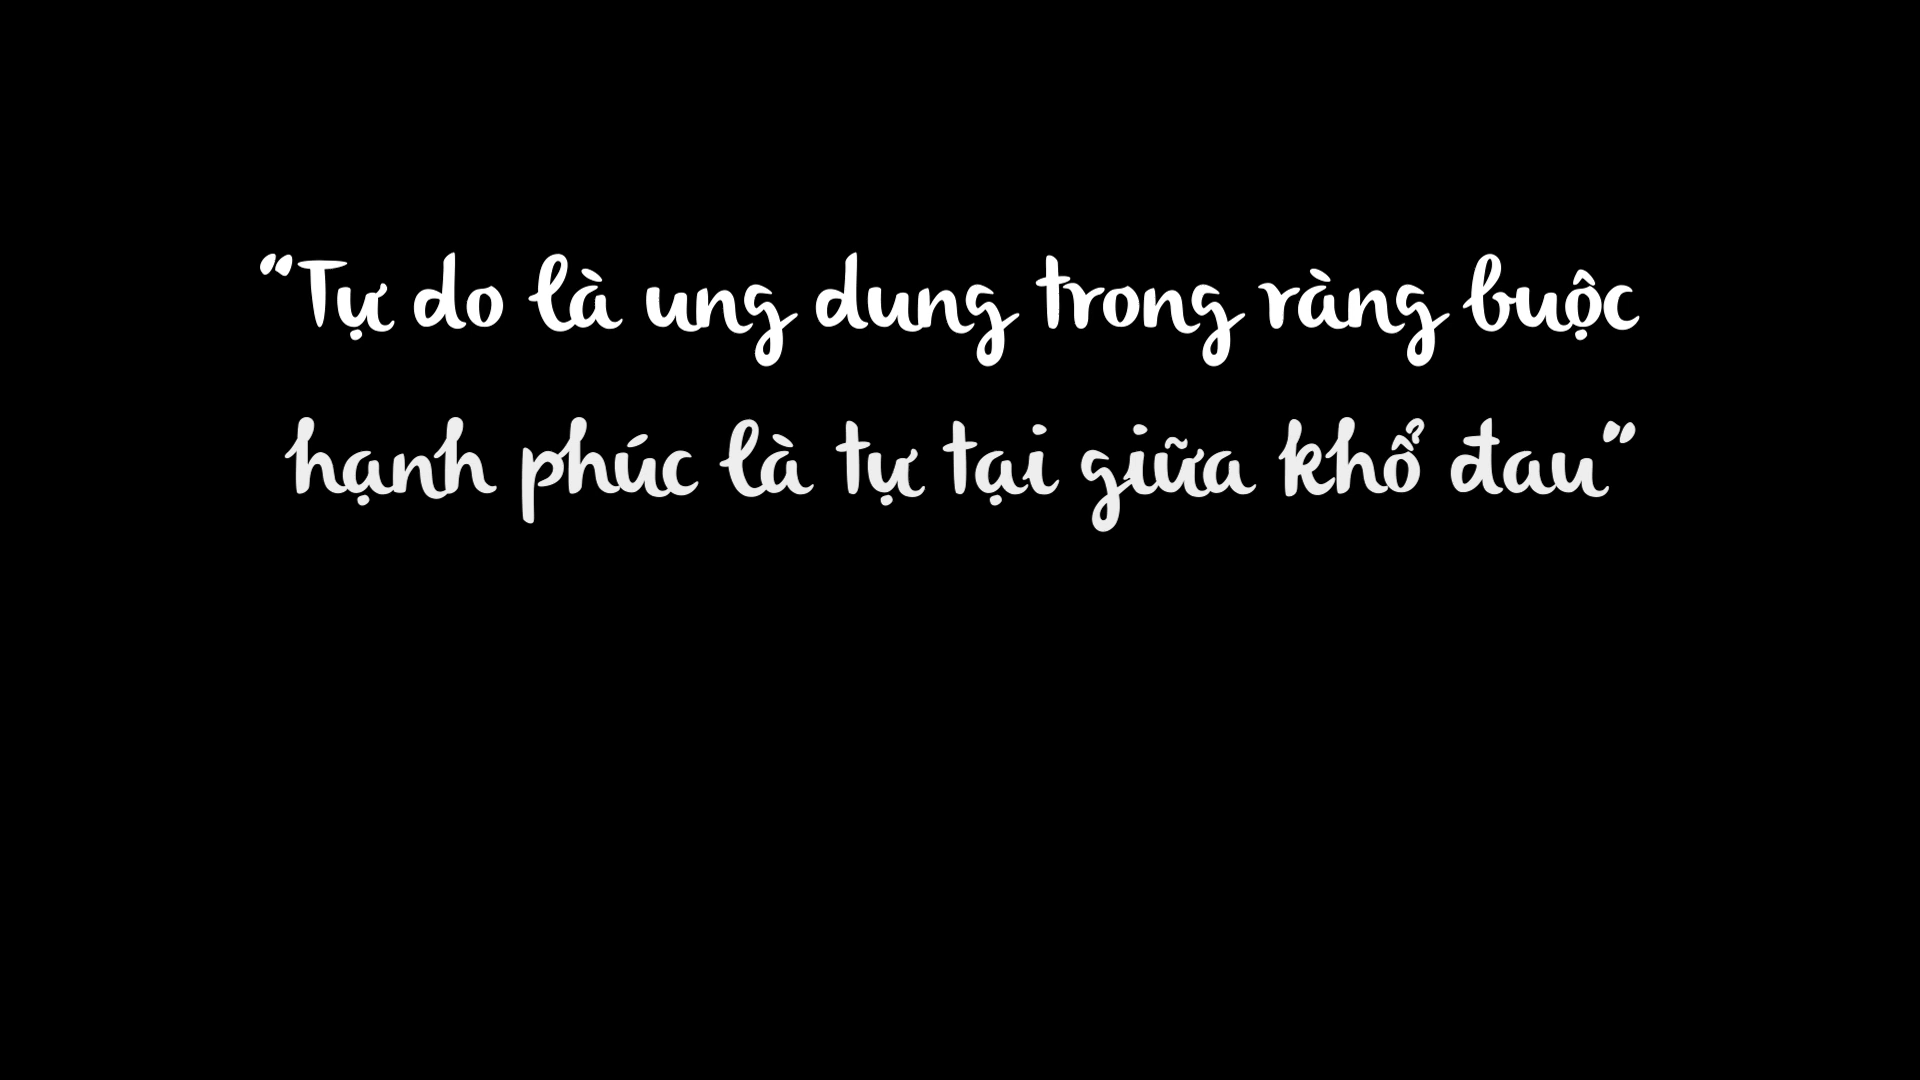 "Tự do là ung dung trong ràng buộc
hạnh phúc là tự tại giữa khổ đau"